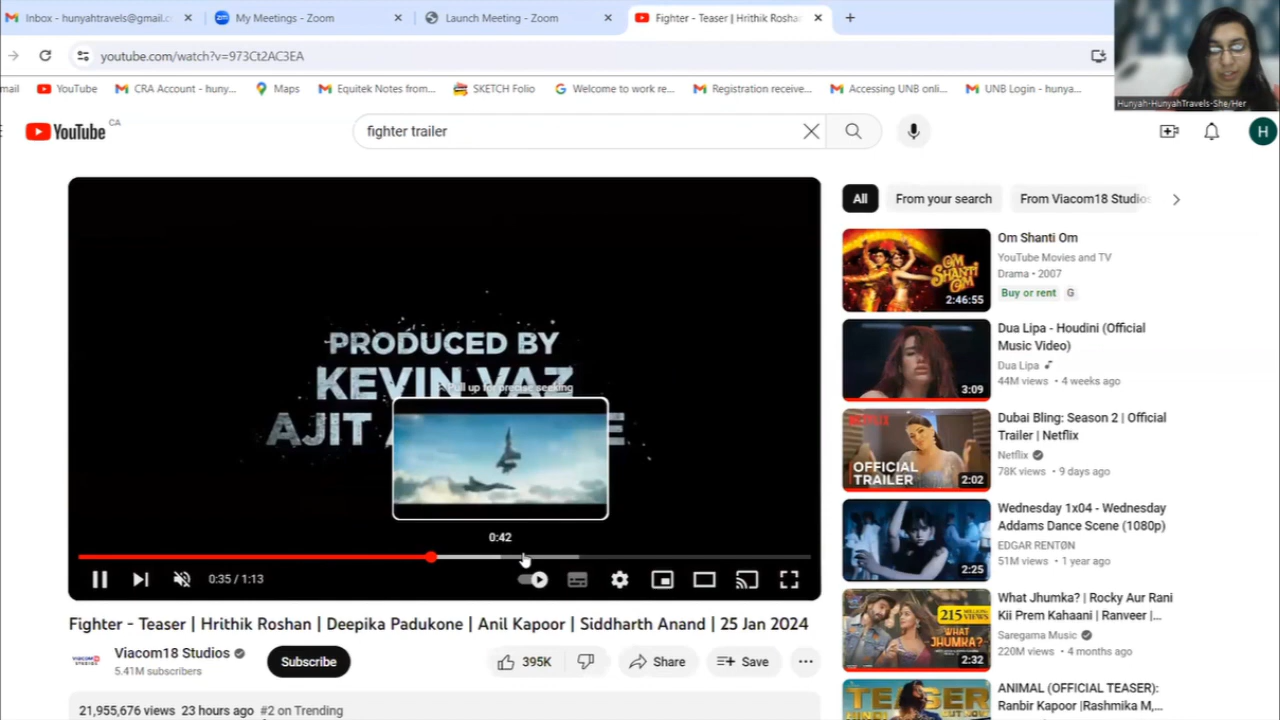 Inbox - hunyahtravels@gmail.c
My Meetings - Zoom
Launch Meeting - Zoom
Fighter - Teaser | Hrithik Rosha
youtube.com/watch?v=973Ct2AC3EA
mail
YouTube
CRA Account - huny...
Maps
Equitek Notes from...
SKETCH Folio
Welcome to work re...
Registration receive...
Accessing UNB onli...
UNB Login - hunya...
Hunyah-HunyahTravels-She/Her
YouTube CA
fighter trailer
H
PRODUCED BY
KEVIN VAZ
Pull up for precise seeking
AJIT A
E
0:42
0:35 / 1:13
Fighter - Teaser | Hrithik Roshan | Deepika Padukone | Anil Kapoor | Siddharth Anand | 25 Jan 2024
Viacom18 Studios
VIACOM18
STUDIOS
5.41M subscribers
Subscribe
395K
Share
Save
21,955,676 views 23 hours ago #2 on Trending
All
From your search
From Viacom18 Studios
OM
SHANTI
OM
2:46:55
Om Shanti Om
YouTube Movies and TV
Drama • 2007
Buy or rent
G
3:09
Dua Lipa - Houdini (Official
Music Video)
Dua Lipa
44M views • 4 weeks ago
NETFLIX
OFFICIAL
TRAILER
2:02
Dubai Bling: Season 2 | Official
Trailer | Netflix
Netflix
78K views • 9 days ago
2:25
Wednesday 1x04 - Wednesday
Addams Dance Scene (1080p)
EDGAR RENTØN
51M views • 1 year ago
215 MILLION
VIEWS
WHAT
JHUMKA?
2:32
What Jhumka? | Rocky Aur Rani
Kii Prem Kahaani | Ranveer |...
Saregama Music
220M views • 4 months ago
TEASER
ANIMAL (OFFICIAL TEASER):
Ranbir Kapoor |Rashmika M,...